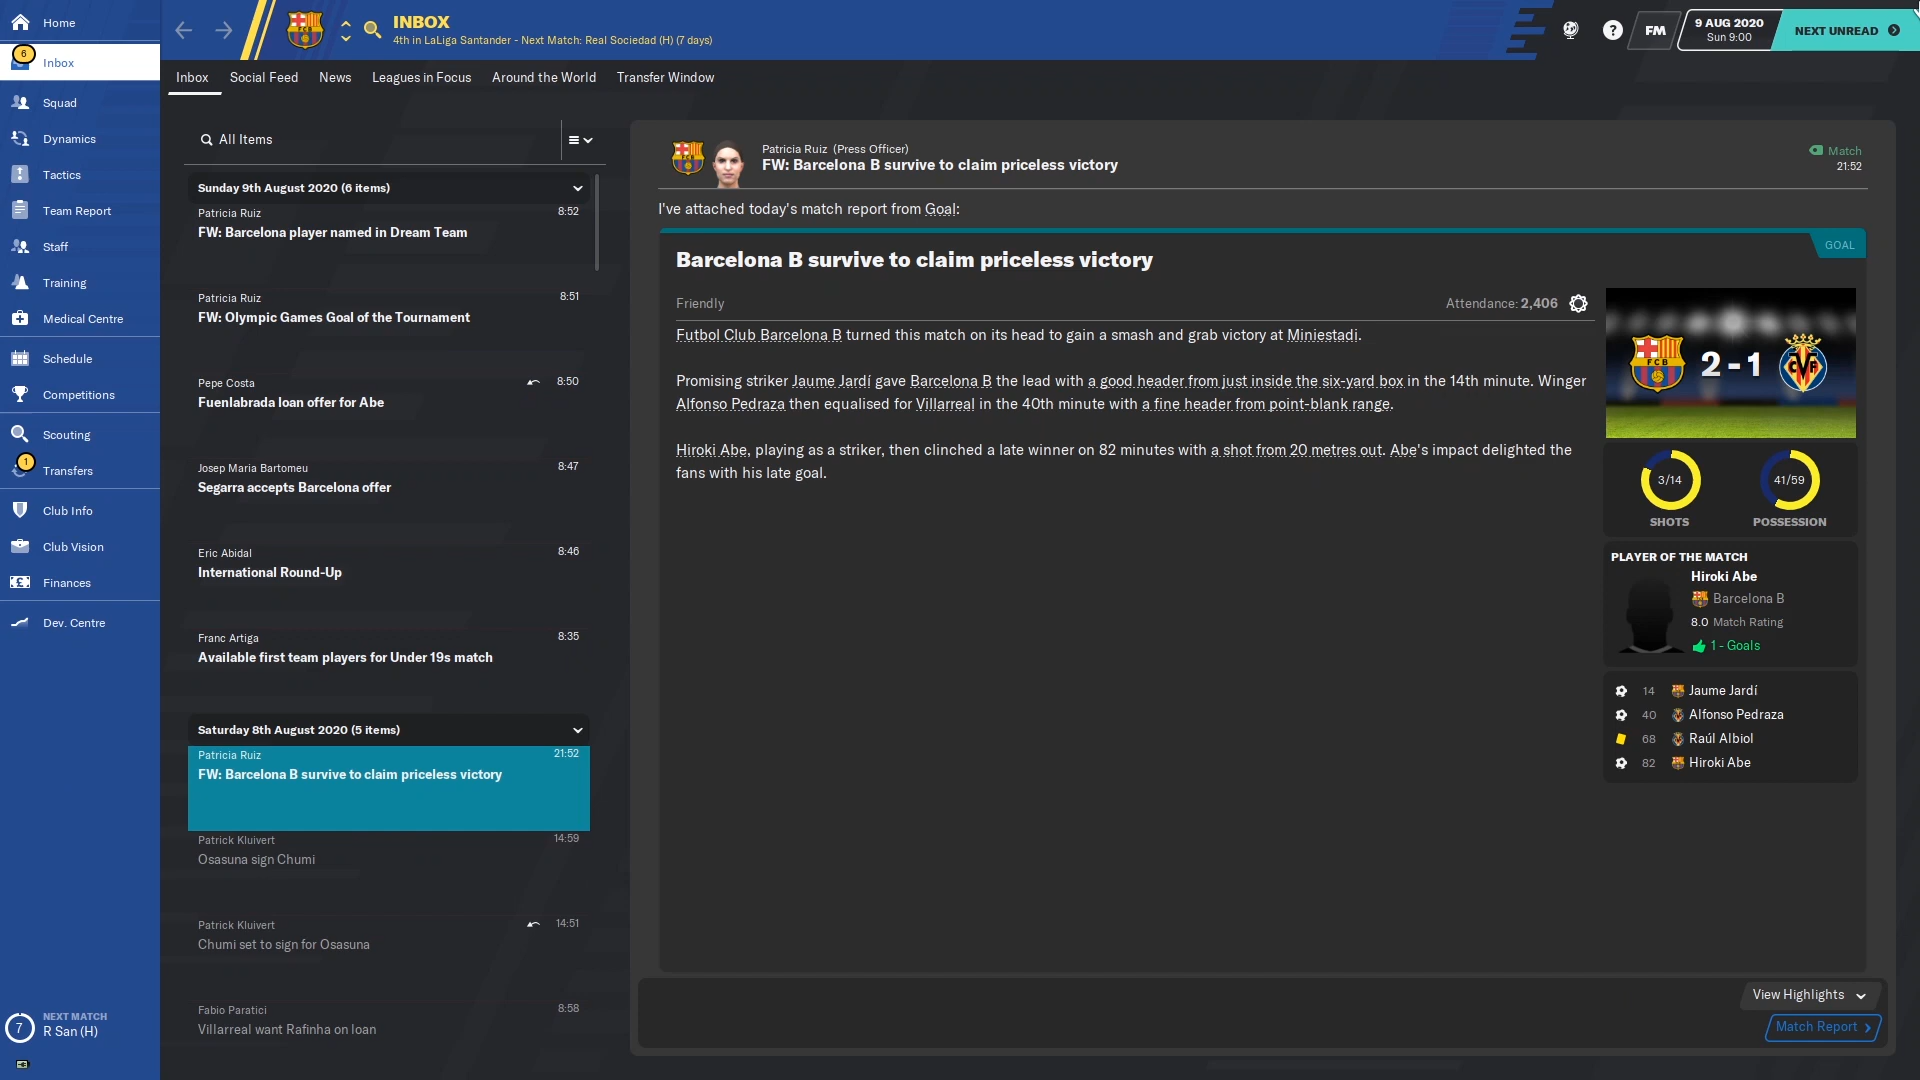 Home
6
Inbox
Squad
Dynamics
Tactics
Team Report
Staff
Training
Medical Centre
Schedule
Competitions
Scouting
1
Transfers
Club Info
Club Vision
Finances
Dev. Centre
7
NEXT MATCH
R San (H)
INBOX
4th in LaLiga Santander - Next Match: Real Sociedad (H) (7 days)
?
FM
9 AUG 2020
Sun 9:00
NEXT UNREAD
Inbox Social Feed News Leagues in Focus Around the World Transfer Window
All Items
Sunday 9th August 2020 (6 items)
Patricia Ruiz 8:52
FW: Barcelona player named in Dream Team
Patricia Ruiz 8:51
FW: Olympic Games Goal of the Tournament
Pepe Costa 8:50
Fuenlabrada loan offer for Abe
Josep Maria Bartomeu 8:47
Segarra accepts Barcelona offer
Eric Abidal 8:46
International Round-Up
Franc Artiga 8:35
Available first team players for Under 19s match
Saturday 8th August 2020 (5 items)
Patricia Ruiz 21:52
FW: Barcelona B survive to claim priceless victory
Patrick Kluivert 14:59
Osasuna sign Chumi
Patrick Kluivert 14:51
Chumi set to sign for Osasuna
Fabio Paratici 8:58
Villarreal want Rafinha on loan
Patricia Ruiz (Press Officer)
FW: Barcelona B survive to claim priceless victory
Match
21:52
I've attached today's match report from Goal:
GOAL
Barcelona B survive to claim priceless victory
Friendly Attendance: 2,406
Futbol Club Barcelona B turned this match on its head to gain a smash and grab victory at Miniestadi.
Promising striker Jaume Jardí gave Barcelona B the lead with a good header from just inside the six-yard box in the 14th minute. Winger
Alfonso Pedraza then equalised for Villarreal in the 40th minute with a fine header from point-blank range.
Hiroki Abe, playing as a striker, then clinched a late winner on 82 minutes with a shot from 20 metres out. Abe's impact delighted the
fans with his late goal.
2 - 1
3/14 41/59
SHOTS POSSESSION
PLAYER OF THE MATCH
Hiroki Abe
Barcelona B
8.0 Match Rating
1 - Goals
14 Jaume Jardí
40 Alfonso Pedraza
68 Raúl Albiol
82 Hiroki Abe
View Highlights
Match Report